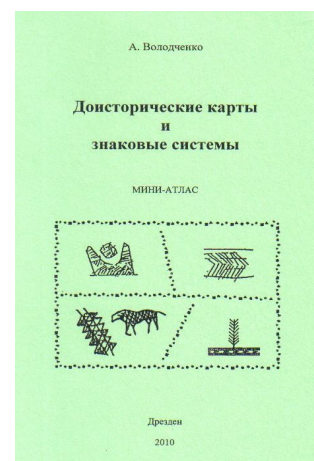 А. Володченко
Доисторические карты
и
знаковые системы
МИНИ-АТЛАС
Дрезден
2010